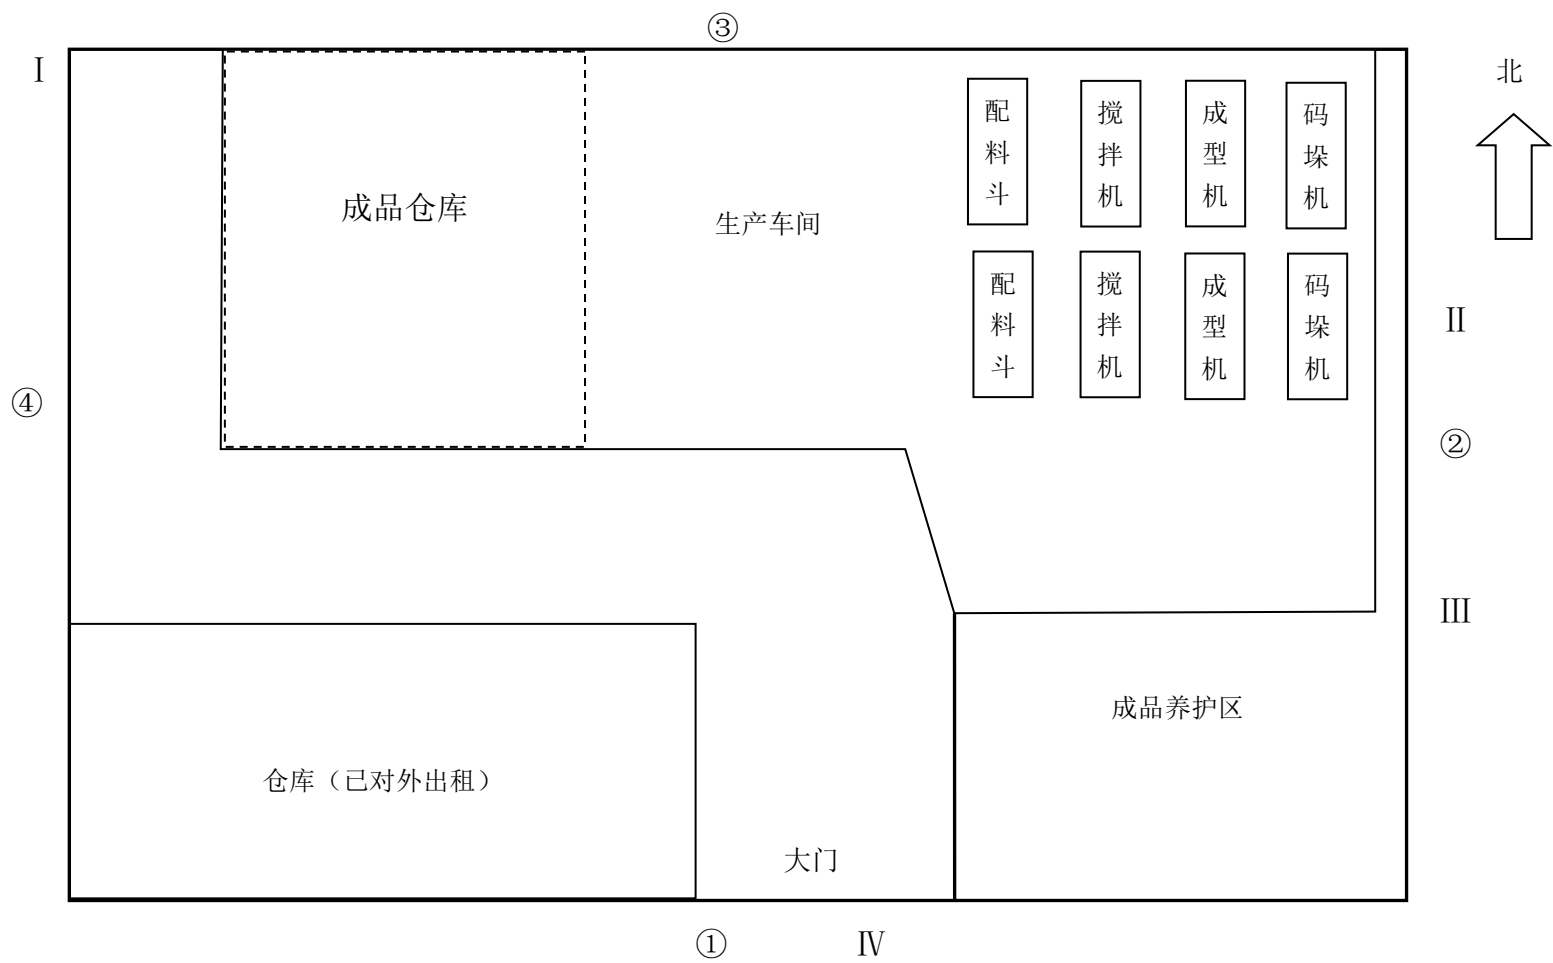 ③
Ⅰ
北
配料斗
搅拌机
成型机
码垛机
成品仓库
生产车间
配料斗
搅拌机
成型机
码垛机
Ⅱ
④
②
Ⅲ
成品养护区
仓库（已对外出租）
大门
①
Ⅳ